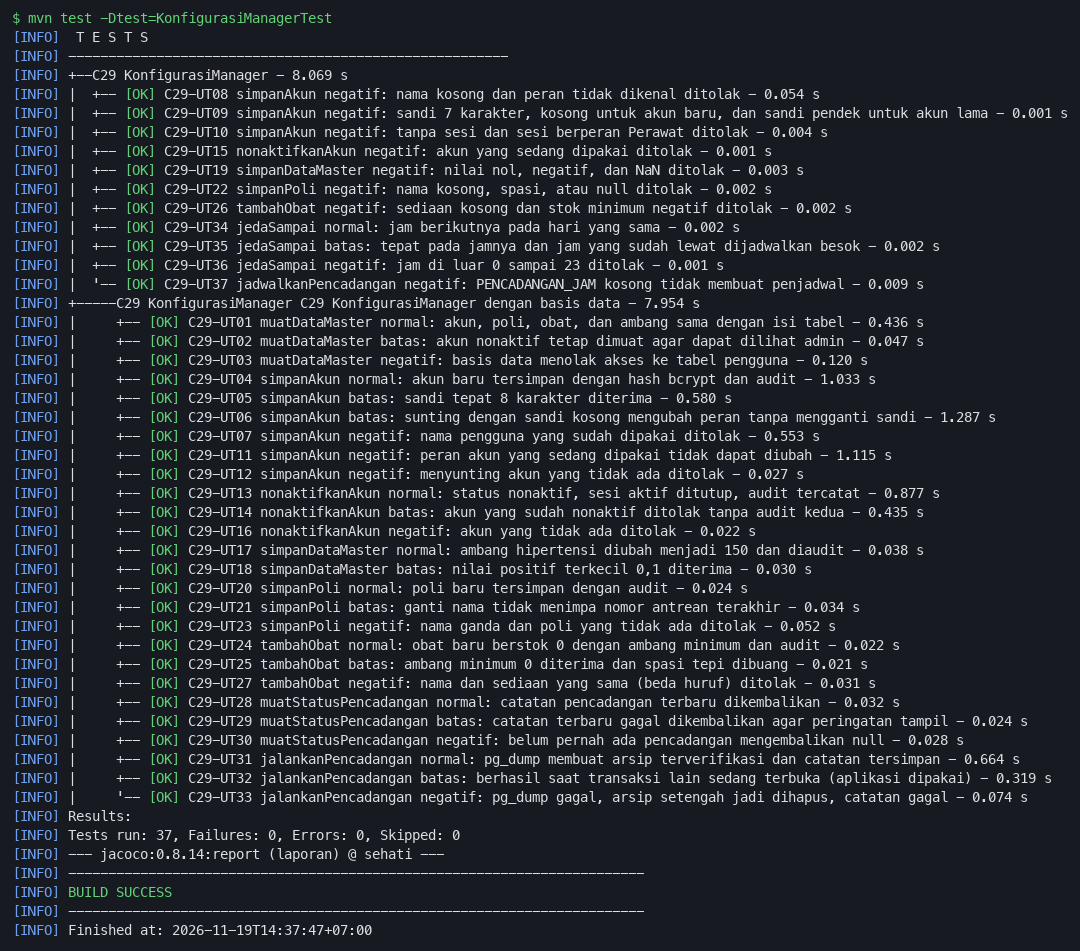 $ mvn test -Dtest=KonfigurasiManagerTest
[INFO]  T E S T S
[INFO] -------------------------------------------------------
[INFO] +--C29 KonfigurasiManager - 8.069 s
[INFO] |  +-- [OK] C29-UT08 simpanAkun negatif: nama kosong dan peran tidak dikenal ditolak - 0.054 s
[INFO] |  +-- [OK] C29-UT09 simpanAkun negatif: sandi 7 karakter, kosong untuk akun baru, dan sandi pendek untuk akun lama - 0.001 s
[INFO] |  +-- [OK] C29-UT10 simpanAkun negatif: tanpa sesi dan sesi berperan Perawat ditolak - 0.004 s
[INFO] |  +-- [OK] C29-UT15 nonaktifkanAkun negatif: akun yang sedang dipakai ditolak - 0.001 s
[INFO] |  +-- [OK] C29-UT19 simpanDataMaster negatif: nilai nol, negatif, dan NaN ditolak - 0.003 s
[INFO] |  +-- [OK] C29-UT22 simpanPoli negatif: nama kosong, spasi, atau null ditolak - 0.002 s
[INFO] |  +-- [OK] C29-UT26 tambahObat negatif: sediaan kosong dan stok minimum negatif ditolak - 0.002 s
[INFO] |  +-- [OK] C29-UT34 jedaSampai normal: jam berikutnya pada hari yang sama - 0.002 s
[INFO] |  +-- [OK] C29-UT35 jedaSampai batas: tepat pada jamnya dan jam yang sudah lewat dijadwalkan besok - 0.002 s
[INFO] |  +-- [OK] C29-UT36 jedaSampai negatif: jam di luar 0 sampai 23 ditolak - 0.001 s
[INFO] |  '-- [OK] C29-UT37 jadwalkanPencadangan negatif: PENCADANGAN_JAM kosong tidak membuat penjadwal - 0.009 s
[INFO] +-----C29 KonfigurasiManager C29 KonfigurasiManager dengan basis data - 7.954 s
[INFO] |     +-- [OK] C29-UT01 muatDataMaster normal: akun, poli, obat, dan ambang sama dengan isi tabel - 0.436 s
[INFO] |     +-- [OK] C29-UT02 muatDataMaster batas: akun nonaktif tetap dimuat agar dapat dilihat admin - 0.047 s
[INFO] |     +-- [OK] C29-UT03 muatDataMaster negatif: basis data menolak akses ke tabel pengguna - 0.120 s
[INFO] |     +-- [OK] C29-UT04 simpanAkun normal: akun baru tersimpan dengan hash bcrypt dan audit - 1.033 s
[INFO] |     +-- [OK] C29-UT05 simpanAkun batas: sandi tepat 8 karakter diterima - 0.580 s
[INFO] |     +-- [OK] C29-UT06 simpanAkun batas: sunting dengan sandi kosong mengubah peran tanpa mengganti sandi - 1.287 s
[INFO] |     +-- [OK] C29-UT07 simpanAkun negatif: nama pengguna yang sudah dipakai ditolak - 0.553 s
[INFO] |     +-- [OK] C29-UT11 simpanAkun negatif: peran akun yang sedang dipakai tidak dapat diubah - 1.115 s
[INFO] |     +-- [OK] C29-UT12 simpanAkun negatif: menyunting akun yang tidak ada ditolak - 0.027 s
[INFO] |     +-- [OK] C29-UT13 nonaktifkanAkun normal: status nonaktif, sesi aktif ditutup, audit tercatat - 0.877 s
[INFO] |     +-- [OK] C29-UT14 nonaktifkanAkun batas: akun yang sudah nonaktif ditolak tanpa audit kedua - 0.435 s
[INFO] |     +-- [OK] C29-UT16 nonaktifkanAkun negatif: akun yang tidak ada ditolak - 0.022 s
[INFO] |     +-- [OK] C29-UT17 simpanDataMaster normal: ambang hipertensi diubah menjadi 150 dan diaudit - 0.038 s
[INFO] |     +-- [OK] C29-UT18 simpanDataMaster batas: nilai positif terkecil 0,1 diterima - 0.030 s
[INFO] |     +-- [OK] C29-UT20 simpanPoli normal: poli baru tersimpan dengan audit - 0.024 s
[INFO] |     +-- [OK] C29-UT21 simpanPoli batas: ganti nama tidak menimpa nomor antrean terakhir - 0.034 s
[INFO] |     +-- [OK] C29-UT23 simpanPoli negatif: nama ganda dan poli yang tidak ada ditolak - 0.052 s
[INFO] |     +-- [OK] C29-UT24 tambahObat normal: obat baru berstok 0 dengan ambang minimum dan audit - 0.022 s
[INFO] |     +-- [OK] C29-UT25 tambahObat batas: ambang minimum 0 diterima dan spasi tepi dibuang - 0.021 s
[INFO] |     +-- [OK] C29-UT27 tambahObat negatif: nama dan sediaan yang sama (beda huruf) ditolak - 0.031 s
[INFO] |     +-- [OK] C29-UT28 muatStatusPencadangan normal: catatan pencadangan terbaru dikembalikan - 0.032 s
[INFO] |     +-- [OK] C29-UT29 muatStatusPencadangan batas: catatan terbaru gagal dikembalikan agar peringatan tampil - 0.024 s
[INFO] |     +-- [OK] C29-UT30 muatStatusPencadangan negatif: belum pernah ada pencadangan mengembalikan null - 0.028 s
[INFO] |     +-- [OK] C29-UT31 jalankanPencadangan normal: pg_dump membuat arsip terverifikasi dan catatan tersimpan - 0.664 s
[INFO] |     +-- [OK] C29-UT32 jalankanPencadangan batas: berhasil saat transaksi lain sedang terbuka (aplikasi dipakai) - 0.319 s
[INFO] |     '-- [OK] C29-UT33 jalankanPencadangan negatif: pg_dump gagal, arsip setengah jadi dihapus, catatan gagal - 0.074 s
[INFO] Results:
[INFO] Tests run: 37, Failures: 0, Errors: 0, Skipped: 0
[INFO] --- jacoco:0.8.14:report (laporan) @ sehati ---
[INFO] ------------------------------------------------------------------------
[INFO] BUILD SUCCESS
[INFO] ------------------------------------------------------------------------
[INFO] Finished at: 2026-11-19T14:37:47+07:00